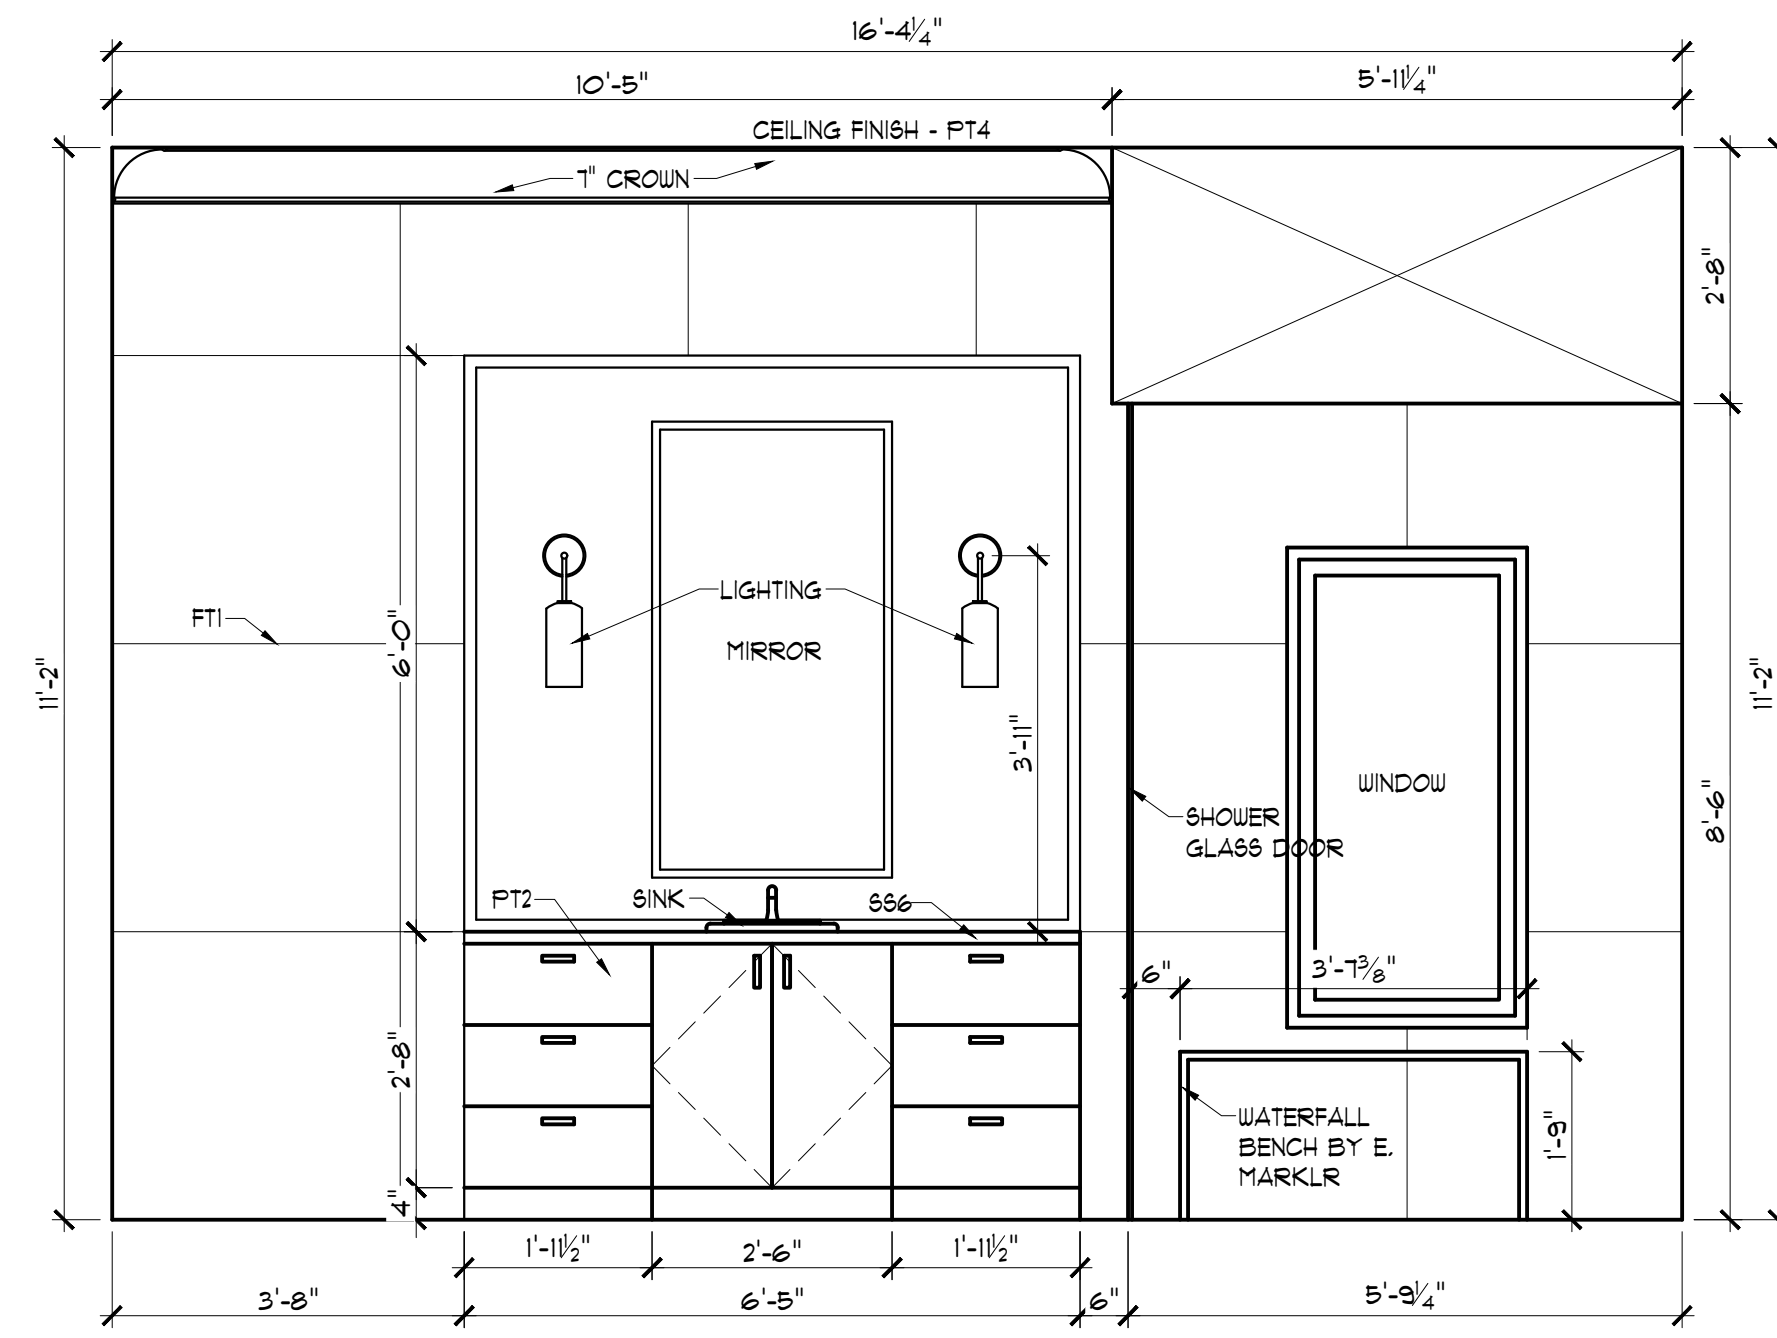 16'-4¼"
10'-5"
5'-11¼"
CEILING FINISH - PT4
7" CROWN
2'-8"
FT1
6'-0"
LIGHTING
MIRROR
11'-2"
11'-2"
3'-11"
WINDOW
SHOWER
GLASS DOOR
8'-6"
PT2
SINK
SS6
6"
3'-7⅜"
2'-8"
WATERFALL
BENCH BY E.
MARKLR
1'-9"
4"
1'-11½"
2'-6"
1'-11½"
3'-8"
6'-5"
6"
5'-9¼"